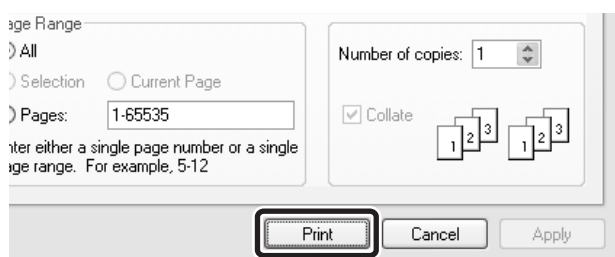 age Range
All
Selection Current Page
Pages: 1-65535
nter either a single page number or a single
age range. For example, 5-12
Number of copies: 1
Collate
1 2 3 1 2 3
Print Cancel Apply